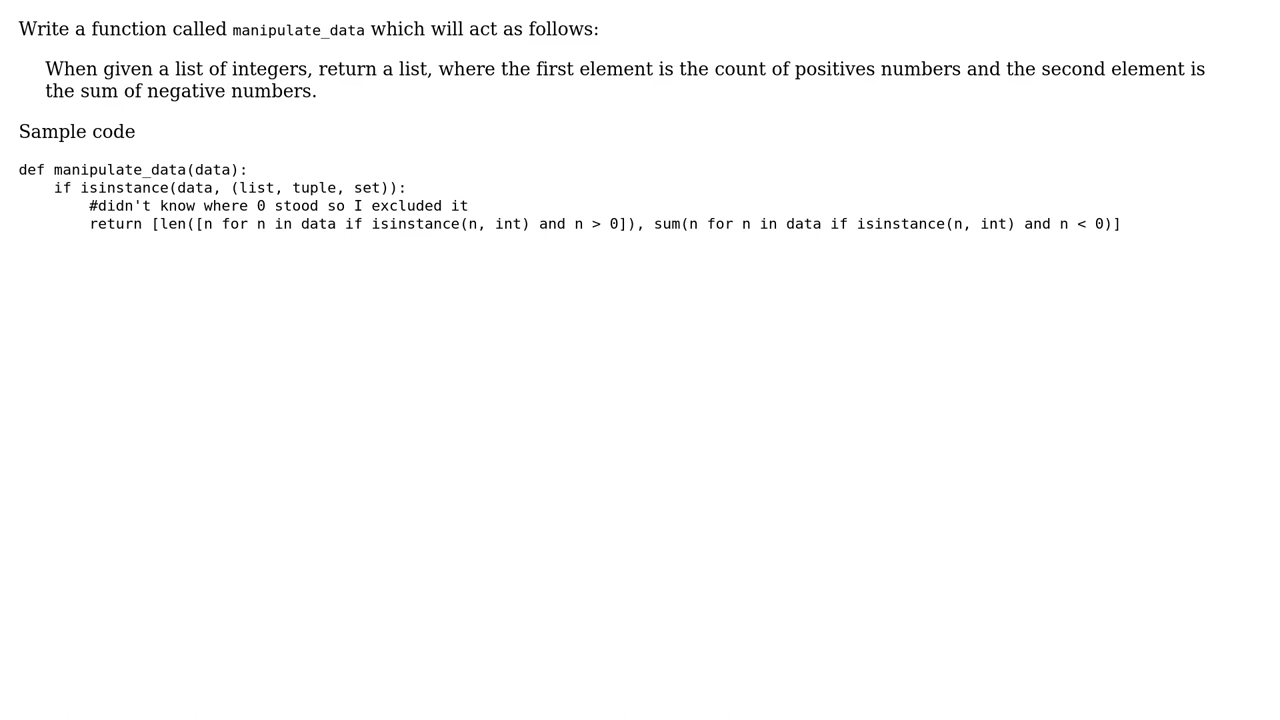 Write a function called manipulate_data which will act as follows:
When given a list of integers, return a list, where the first element is the count of positives numbers and the second element is
the sum of negative numbers.
Sample code
def manipulate_data(data):
    if isinstance(data, (list, tuple, set)):
        #didn't know where 0 stood so I excluded it
        return [len([n for n in data if isinstance(n, int) and n > 0]), sum(n for n in data if isinstance(n, int) and n < 0)]